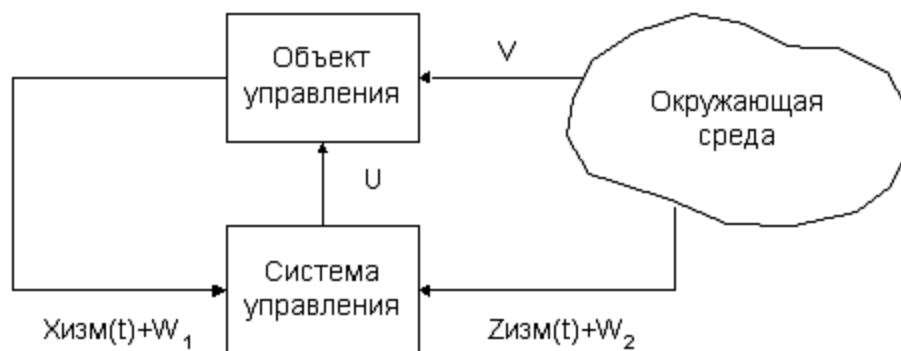 Объект
управления
V
Окружающая
среда
U
Система
управления
Xизм(t)+W₁
Zизм(t)+W₂